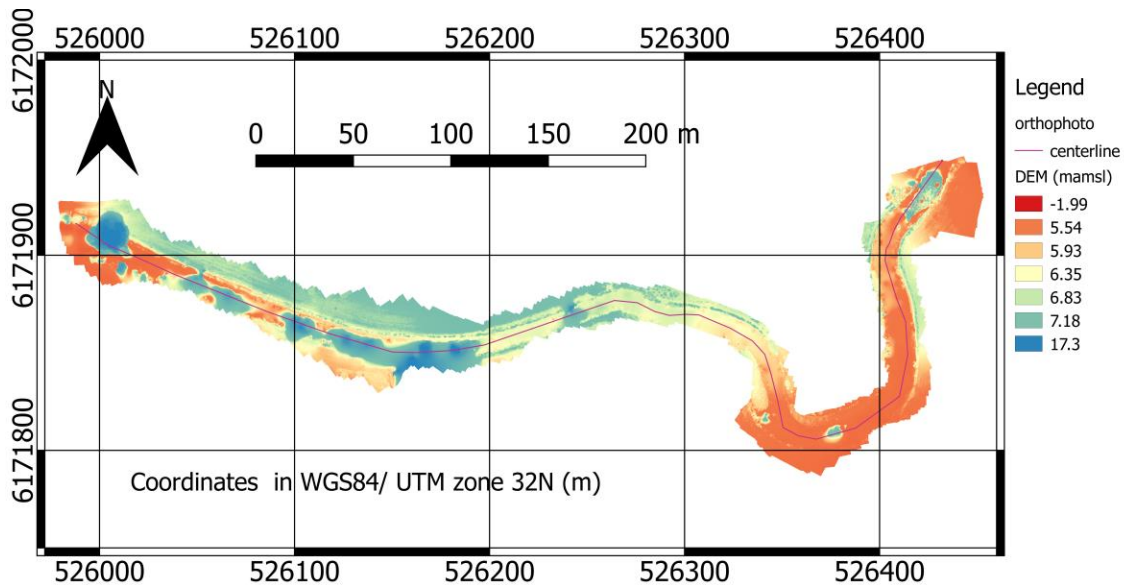 526000 526100 526200 526300 526400
6172000
N
0 50 100 150 200 m
6171900
6171800
Coordinates in WGS84/ UTM zone 32N (m)
526000 526100 526200 526300 526400
Legend
orthophoto
centerline
DEM (mamsl)
-1.99
5.54
5.93
6.35
6.83
7.18
17.3